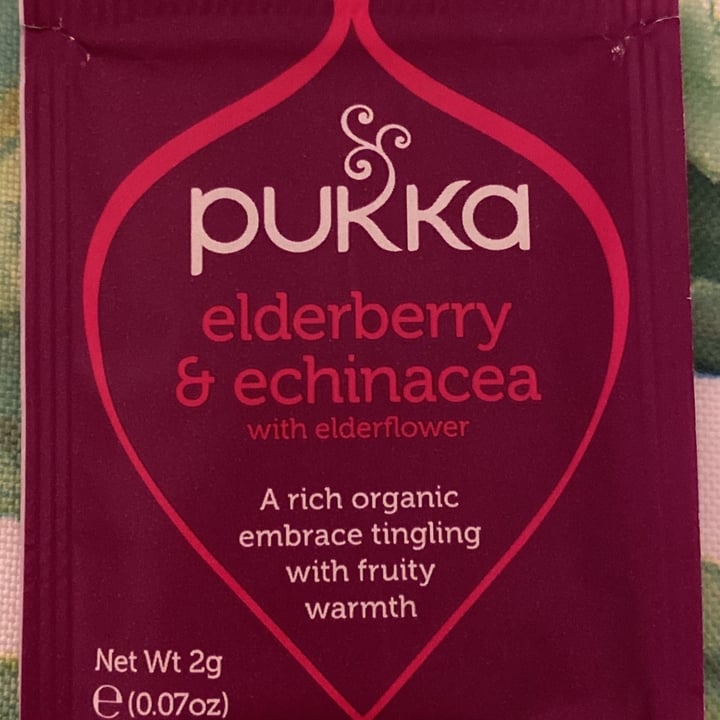 pukka
elderberry
& echinacea
with elderflower
A rich organic
embrace tingling
with fruity
warmth
Net Wt 2g
℮ (0.07oz)